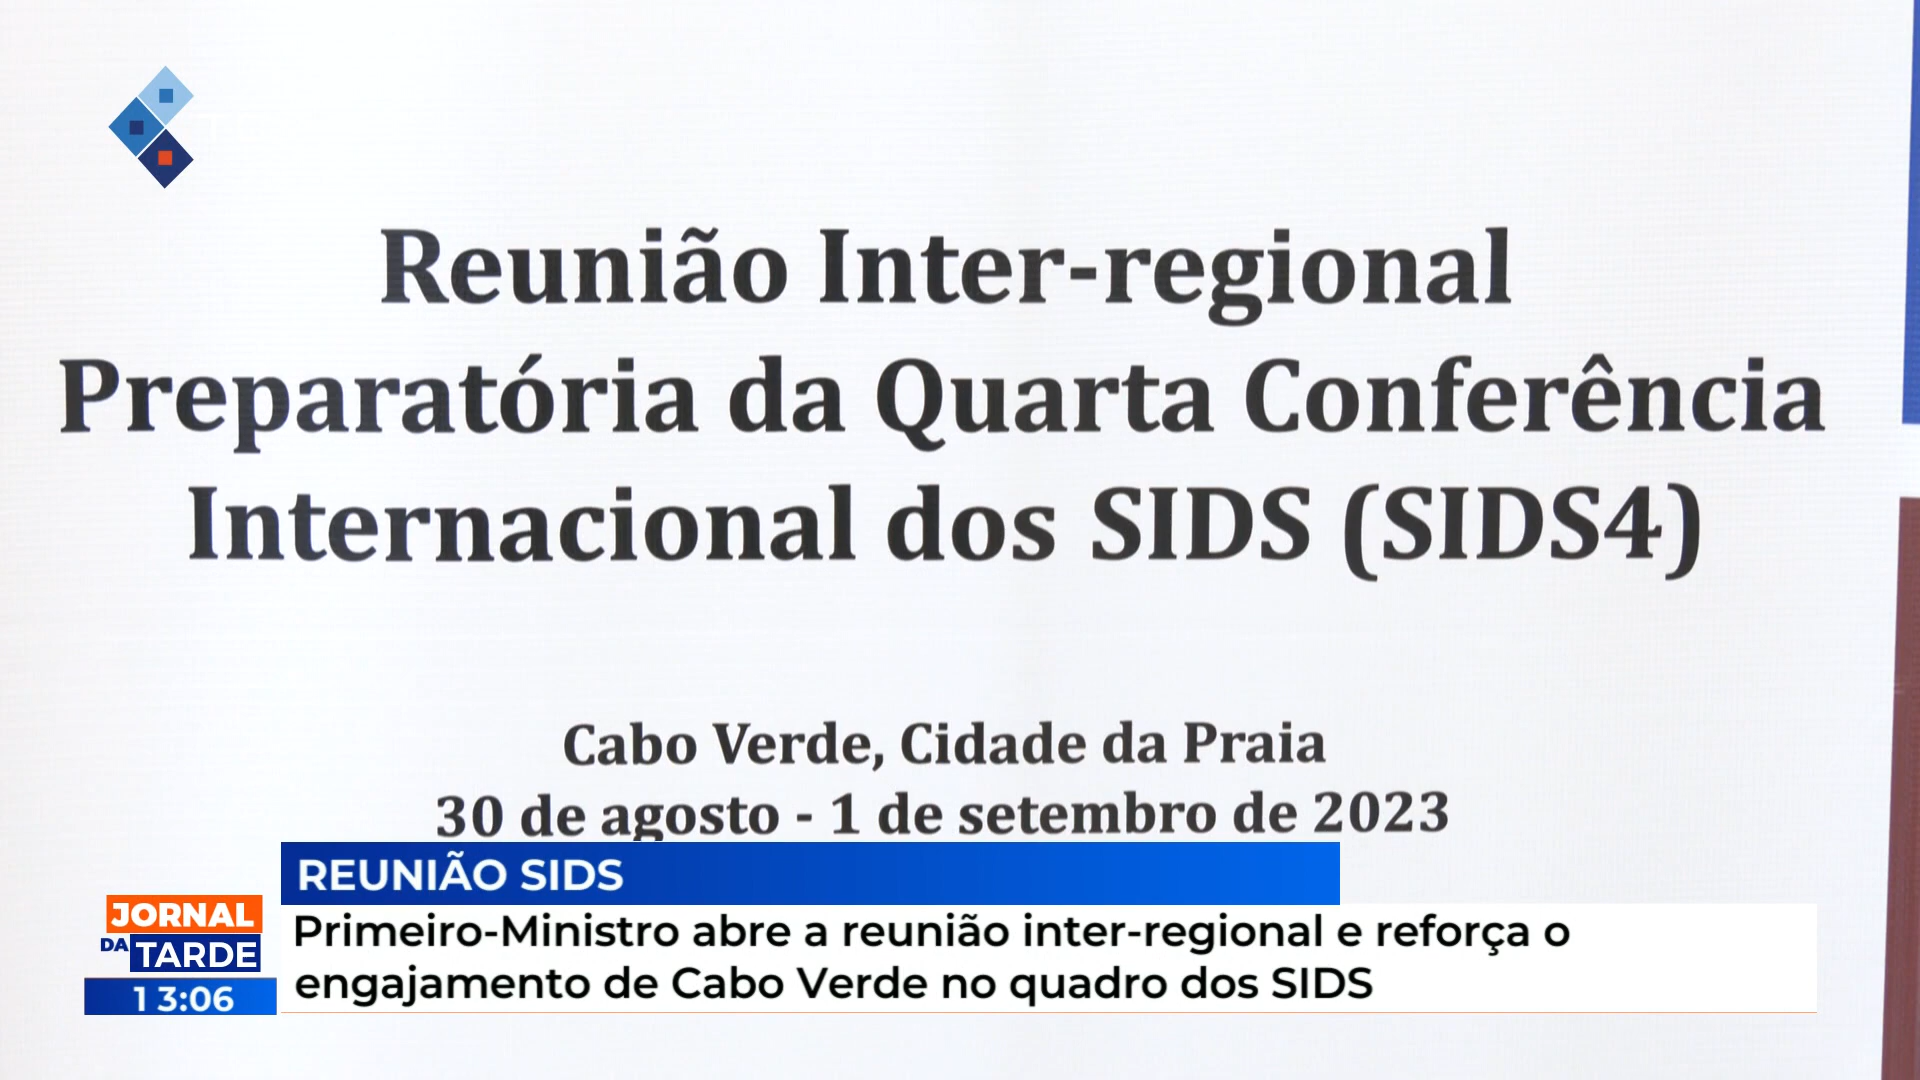 Reunião Inter-regional
Preparatória da Quarta Conferência
Internacional dos SIDS (SIDS4)
Cabo Verde, Cidade da Praia
30 de agosto - 1 de setembro de 2023
REUNIÃO SIDS
Primeiro-Ministro abre a reunião inter-regional e reforça o
engajamento de Cabo Verde no quadro dos SIDS
JORNAL
DA TARDE
13:06